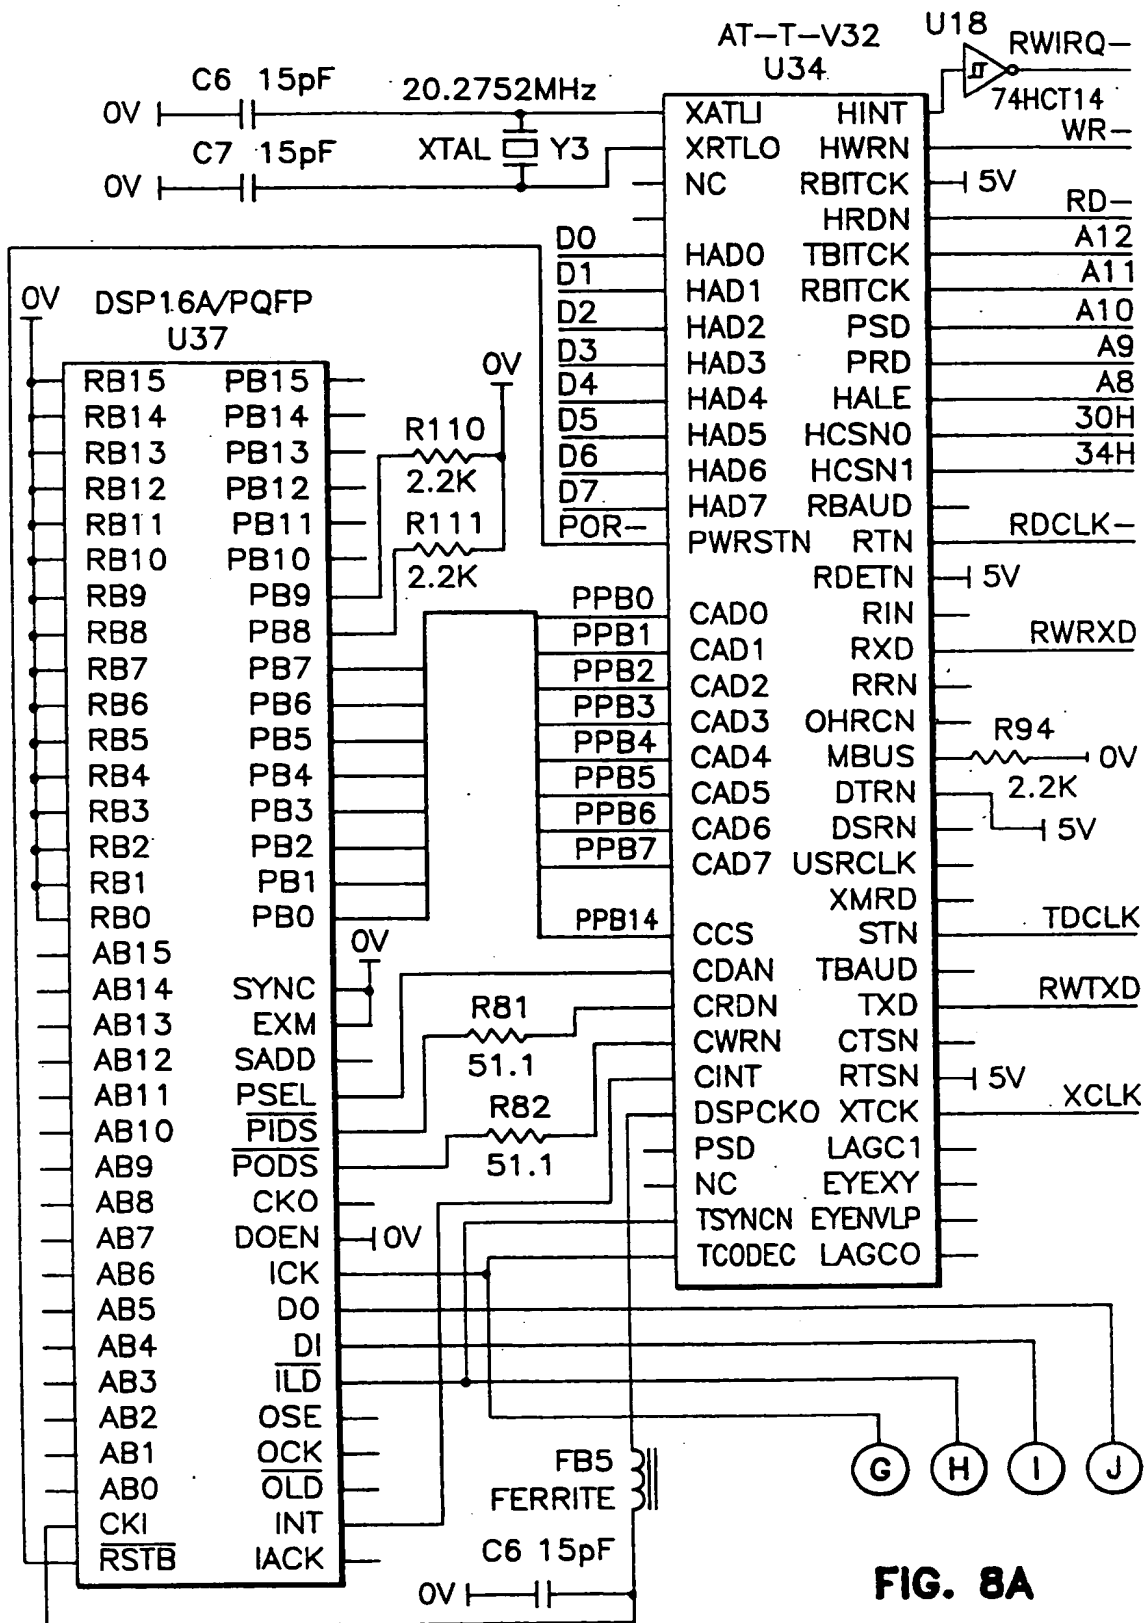 AT-T-V32
U34
U18
RWIRQ-
74HCT14
C6 15pF
20.2752MHz
0V
C7 15pF
XTAL Y3
0V
XATLI HINT
XRTLO HWRN
WR-
NC RBITCK
5V
HRDN
RD-
D0
HAD0 TBITCK
A12
D1
HAD1 RBITCK
A11
D2
HAD2 PSD
A10
D3
HAD3 PRD
A9
D4
HAD4 HALE
A8
D5
HAD5 HCSN0
30H
D6
HAD6 HCSN1
34H
D7
HAD7 RBAUD
POR-
PWRSTN RTN
RDCLK-
RDETN
5V
PPB0
CAD0 RIN
PPB1
CAD1 RXD
RWRXD
PPB2
CAD2 RRN
PPB3
CAD3 OHRCN
PPB4
CAD4 MBUS
R94
2.2K
0V
PPB5
CAD5 DTRN
5V
PPB6
CAD6 DSRN
PPB7
CAD7 USRCLK
XMRD
PPB14
CCS STN
TDCLK
CDAN TBAUD
CRDN TXD
RWTXD
CWRN CTSN
CINT RTSN
5V
DSPCKO XTCK
XCLK
PSD LAGC1
NC EYEXY
TSYNCN EYENVLP
TCODEC LAGCO
0V
DSP16A/PQFP
U37
RB15 PB15
RB14 PB14
RB13 PB13
RB12 PB12
RB11 PB11
RB10 PB10
RB9 PB9
RB8 PB8
RB7 PB7
RB6 PB6
RB5 PB5
RB4 PB4
RB3 PB3
RB2 PB2
RB1 PB1
RB0 PB0
AB15
AB14 SYNC
AB13 EXM
AB12 SADD
AB11 PSEL
AB10 PIDS
AB9 PODS
AB8 CKO
AB7 DOEN
0V
AB6 ICK
AB5 DO
AB4 DI
AB3 ILD
AB2 OSE
AB1 OCK
AB0 OLD
CKI INT
RSTB IACK
0V
R110
2.2K
R111
2.2K
0V
R81
51.1
R82
51.1
FB5
FERRITE
C6 15pF
0V
G H I J
FIG. 8A